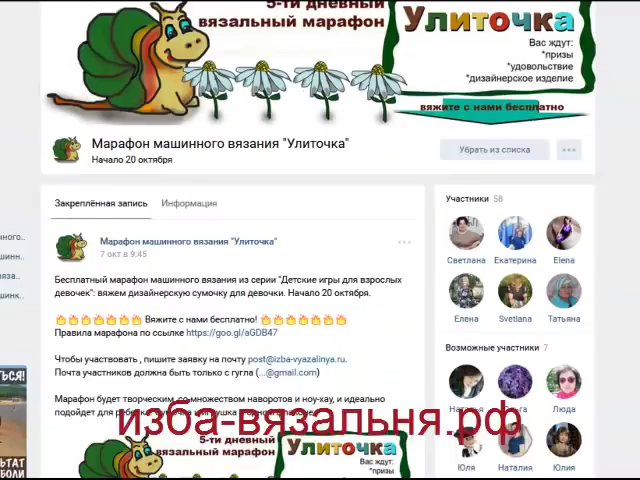 5-ти дневный
вязальный марафон
Улиточка
Вас ждут:
*призы
*удовольствие
*дизайнерское изделие
вяжите с нами бесплатно
Марафон машинного вязания "Улиточка"
Начало 20 октября
Убрать из списка
Закреплённая запись
Информация
Марафон машинного вязания "Улиточка"
7 окт в 9:45
Бесплатный марафон машинного вязания из серии "Детские игры для взрослых
девочек": вяжем дизайнерскую сумочку для девочки. Начало 20 октября.
Вяжите с нами бесплатно!
Правила марафона по ссылке https://goo.gl/aGDB47
Чтобы участвовать , пишите заявку на почту post@izba-vyazalinya.ru.
Почта участников должна быть только с гугла (...@gmail.com)
Марафон будет творческим со множеством наворотов и ноу-хау, и идеально
подойдет для
изба-вязальня.рф
5-ти дневный
вязальный марафон
Улиточка
Вас ждут:
*призы
Участники 58
Светлана Екатерина Elena
Елена Svetlana Татьяна
Возможные участники 7
Наталья Ольга Люда
Юля Наталия Юлия